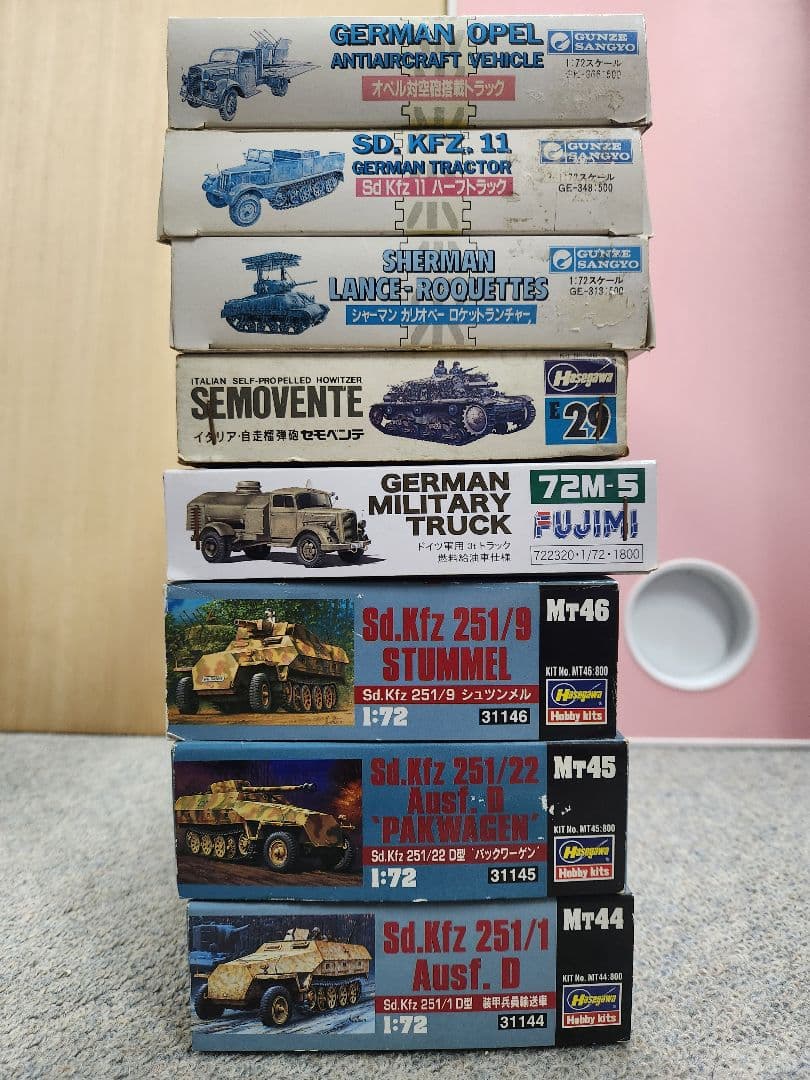 GERMAN OPEL
ANTIAIRCRAFT VEHICLE
オペル対空砲搭載トラック
GUNZE
SANGYO
1:72スケール
SD. KFZ. 11
GERMAN TRACTOR
Sd Kfz 11 ハーフトラック
GUNZE
SANGYO
1:72スケール
GE-348:500
SHERMAN
LANCE-ROQUETTES
シャーマン カリオペー ロケットランチャー
GUNZE
SANGYO
1:72スケール
GE-313:500
ITALIAN SELF-PROPELLED HOWITZER
SEMOVENTE
イタリア・自走榴弾砲 セモベンテ
Hasegawa
E 29
GERMAN
MILITARY
TRUCK
ドイツ軍用 3tトラック
燃料給油車仕様
72M-5
FUJIMI
722320・1/72・1800
Sd.Kfz 251/9
STUMMEL
Sd.Kfz 251/9 シュツンメル
1:72
31146
MT46
KIT No. MT46:800
Hasegawa
Hobby kits
Sd.Kfz 251/22
Ausf. D
'PAKWAGEN'
Sd.Kfz 251/22 D型 'パックワーゲン'
1:72
31145
MT45
KIT No. MT45:800
Hasegawa
Hobby kits
Sd.Kfz 251/1
Ausf. D
Sd.Kfz 251/1 D型 装甲兵員輸送車
1:72
31144
MT44
KIT No. MT44:800
Hasegawa
Hobby kits